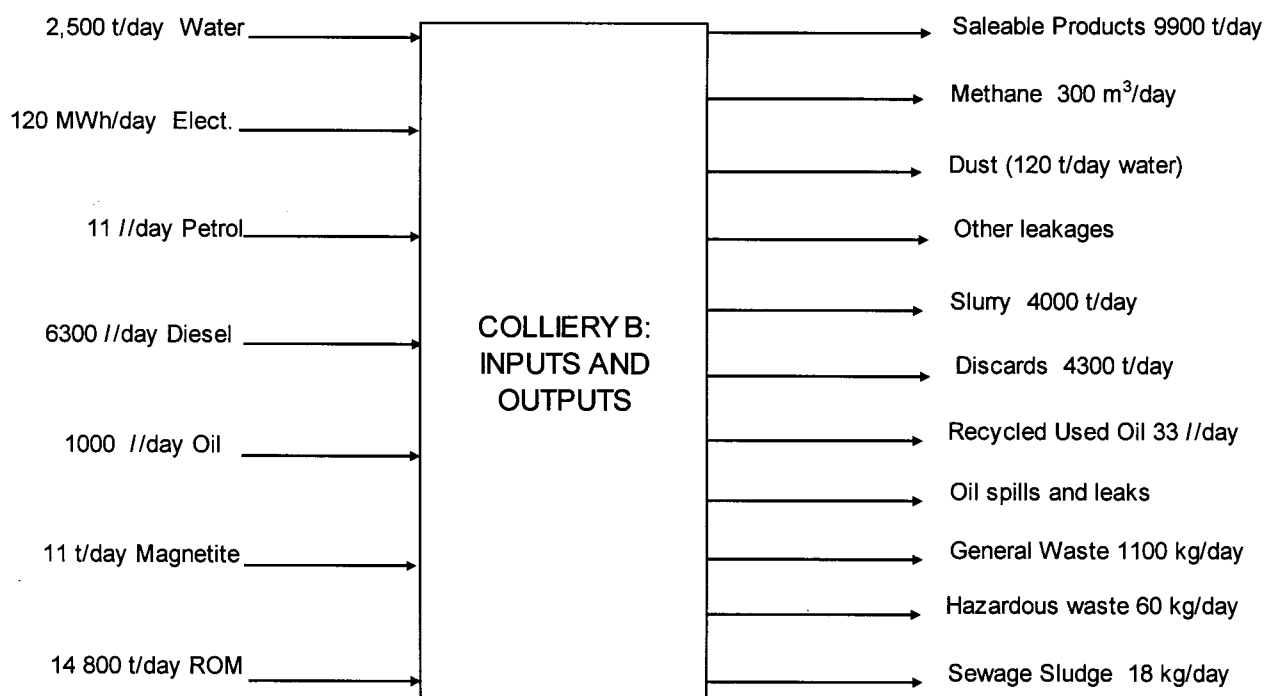 2,500 t/day Water
120 MWh/day Elect.
11 l/day Petrol
6300 l/day Diesel
1000 l/day Oil
11 t/day Magnetite
14 800 t/day ROM
COLLIERY B:
INPUTS AND
OUTPUTS
Saleable Products 9900 t/day
Methane 300 m³/day
Dust (120 t/day water)
Other leakages
Slurry 4000 t/day
Discards 4300 t/day
Recycled Used Oil 33 l/day
Oil spills and leaks
General Waste 1100 kg/day
Hazardous waste 60 kg/day
Sewage Sludge 18 kg/day